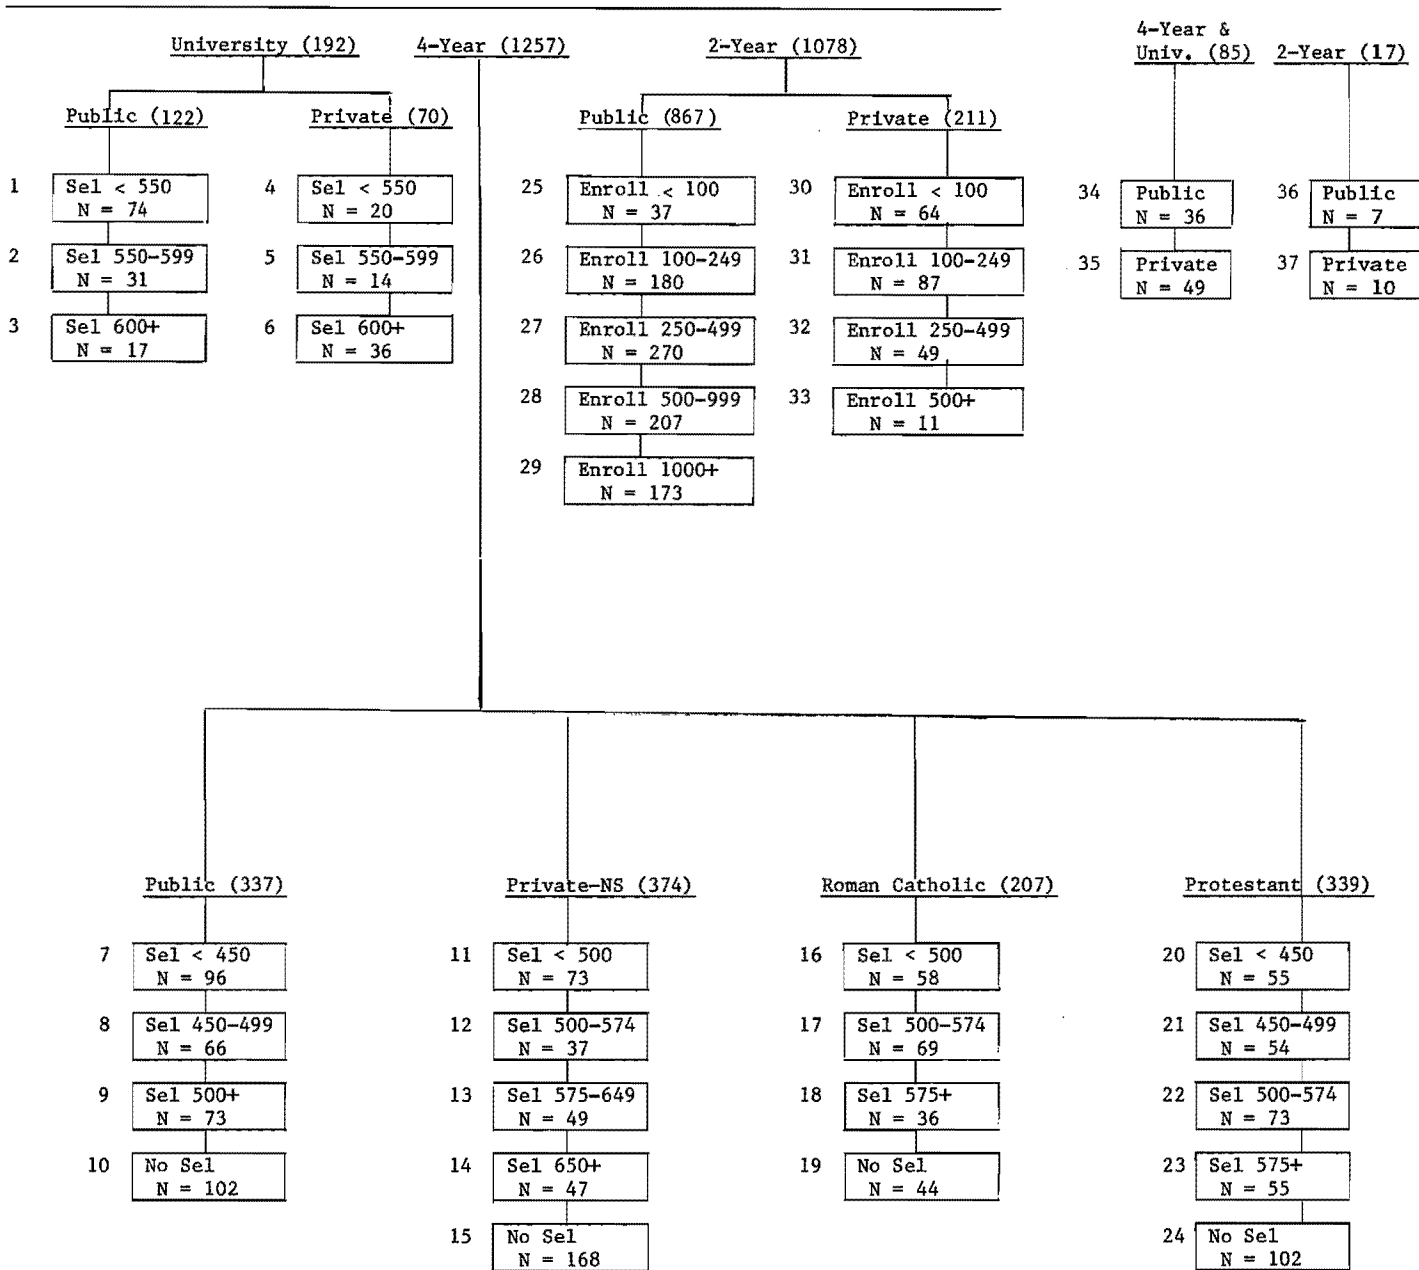 University (192)
4-Year (1257)
2-Year (1078)
4-Year &
Univ. (85)
2-Year (17)
Public (122)
Private (70)
Public (867)
Private (211)
1 Sel < 550
N = 74
2 Sel 550-599
N = 31
3 Sel 600+
N = 17
4 Sel < 550
N = 20
5 Sel 550-599
N = 14
6 Sel 600+
N = 36
25 Enroll < 100
N = 37
26 Enroll 100-249
N = 180
27 Enroll 250-499
N = 270
28 Enroll 500-999
N = 207
29 Enroll 1000+
N = 173
30 Enroll < 100
N = 64
31 Enroll 100-249
N = 87
32 Enroll 250-499
N = 49
33 Enroll 500+
N = 11
34 Public
N = 36
35 Private
N = 49
36 Public
N = 7
37 Private
N = 10
Public (337)
Private-NS (374)
Roman Catholic (207)
Protestant (339)
7 Sel < 450
N = 96
8 Sel 450-499
N = 66
9 Sel 500+
N = 73
10 No Sel
N = 102
11 Sel < 500
N = 73
12 Sel 500-574
N = 37
13 Sel 575-649
N = 49
14 Sel 650+
N = 47
15 No Sel
N = 168
16 Sel < 500
N = 58
17 Sel 500-574
N = 69
18 Sel 575+
N = 36
19 No Sel
N = 44
20 Sel < 450
N = 55
21 Sel 450-499
N = 54
22 Sel 500-574
N = 73
23 Sel 575+
N = 55
24 No Sel
N = 102